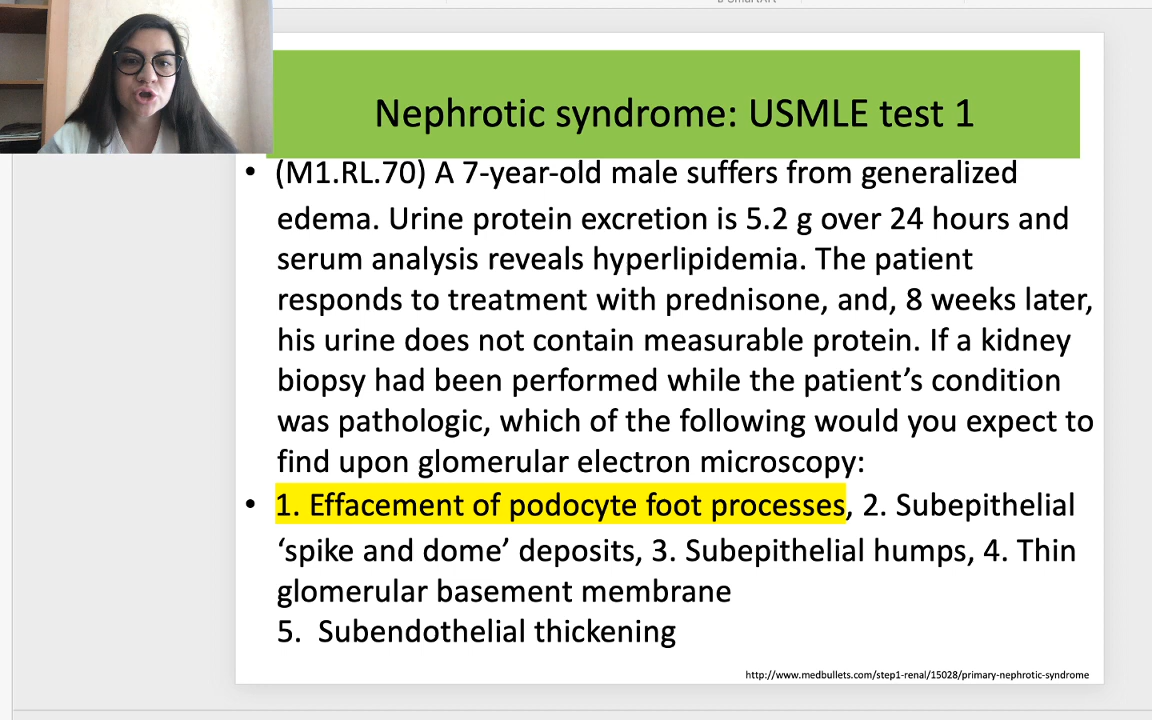 Nephrotic syndrome: USMLE test 1
• (M1.RL.70) A 7-year-old male suffers from generalized
edema. Urine protein excretion is 5.2 g over 24 hours and
serum analysis reveals hyperlipidemia. The patient
responds to treatment with prednisone, and, 8 weeks later,
his urine does not contain measurable protein. If a kidney
biopsy had been performed while the patient’s condition
was pathologic, which of the following would you expect to
find upon glomerular electron microscopy:
• 1. Effacement of podocyte foot processes, 2. Subepithelial
‘spike and dome’ deposits, 3. Subepithelial humps, 4. Thin
glomerular basement membrane
5. Subendothelial thickening
http://www.medbullets.com/step1-renal/15028/primary-nephrotic-syndrome